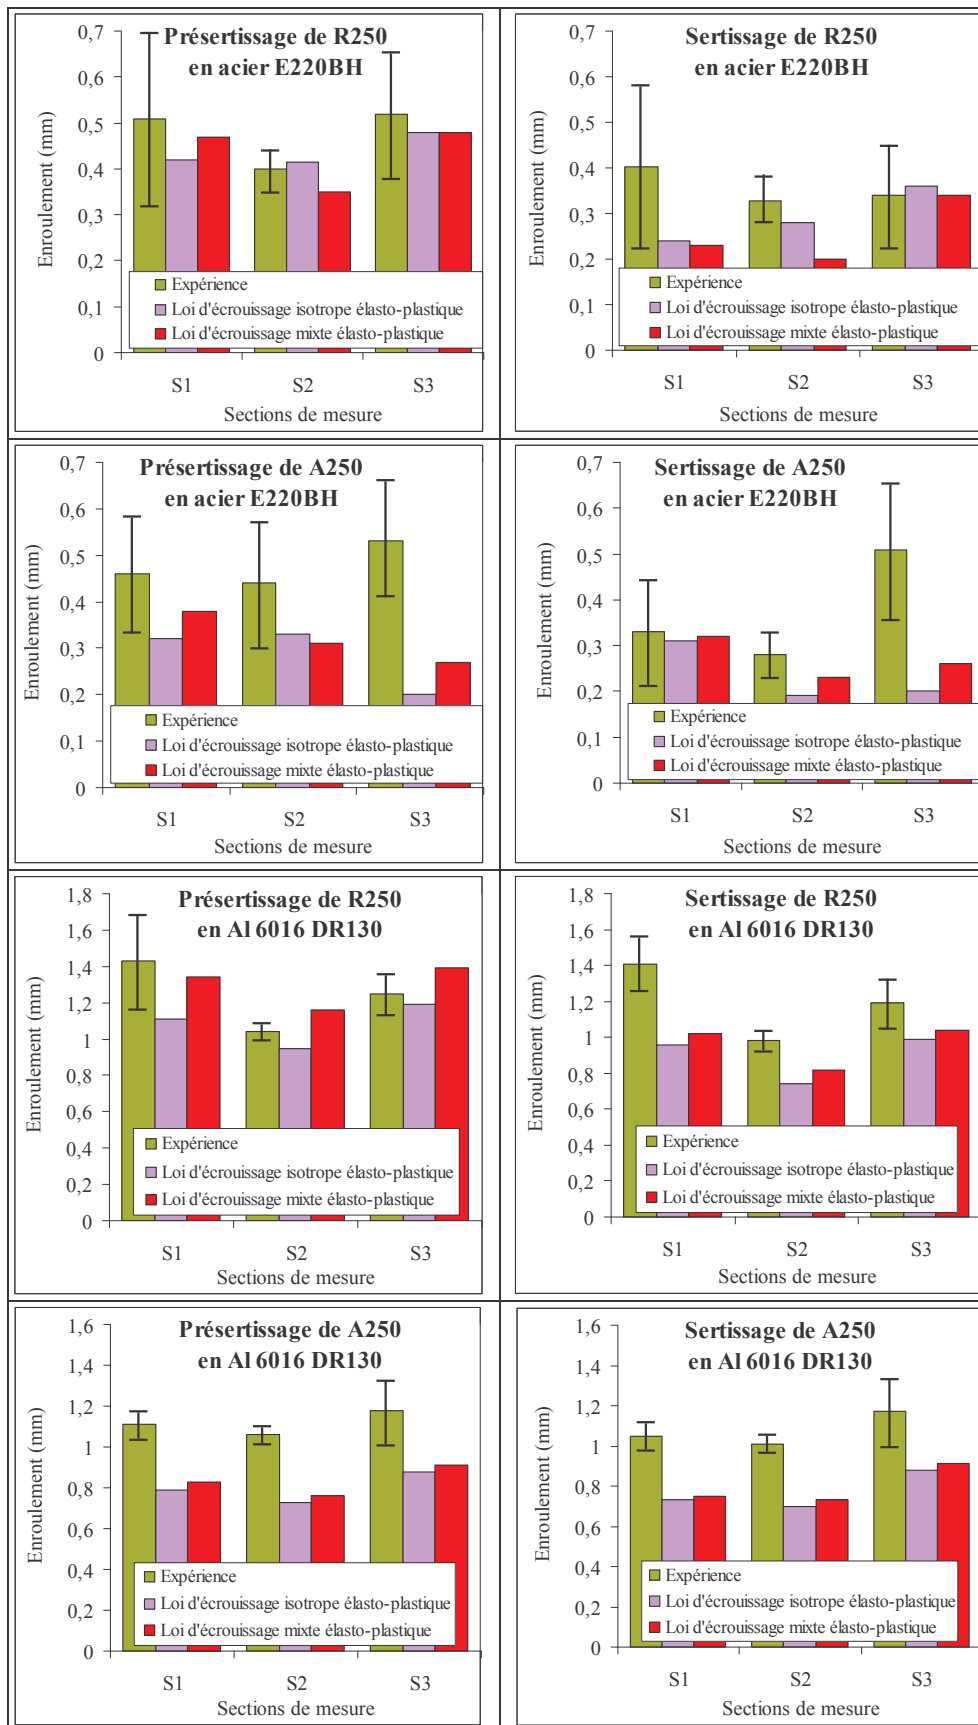 Présertissage de R250
en acier E220BH
Enroulement (mm)
0,7
0,6
0,5
0,4
0,3
0,2
0,1
0
Expérience
Loi d'écrouissage isotrope élasto-plastique
Loi d'écrouissage mixte élasto-plastique
S1 S2 S3
Sections de mesure
Sertissage de R250
en acier E220BH
Enroulement (mm)
0,7
0,6
0,5
0,4
0,3
0,2
0,1
0
Expérience
Loi d'écrouissage isotrope élasto-plastique
Loi d'écrouissage mixte élasto-plastique
S1 S2 S3
Sections de mesure
Présertissage de A250
en acier E220BH
Enroulement (mm)
0,7
0,6
0,5
0,4
0,3
0,2
0,1
0
Expérience
Loi d'écrouissage isotrope élasto-plastique
Loi d'écrouissage mixte élasto-plastique
S1 S2 S3
Sections de mesure
Sertissage de A250
en acier E220BH
Enroulement (mm)
0,7
0,6
0,5
0,4
0,3
0,2
0,1
0
Expérience
Loi d'écrouissage isotrope élasto-plastique
Loi d'écrouissage mixte élasto-plastique
S1 S2 S3
Sections de mesure
Présertissage de R250
en Al 6016 DR130
Enroulement (mm)
1,8
1,6
1,4
1,2
1
0,8
0,6
0,4
0,2
0
Expérience
Loi d'écrouissage isotrope élasto-plastique
Loi d'écrouissage mixte élasto-plastique
S1 S2 S3
Sections de mesure
Sertissage de R250
en Al 6016 DR130
Enroulement (mm)
1,8
1,6
1,4
1,2
1
0,8
0,6
0,4
0,2
0
Expérience
Loi d'écrouissage isotrope élasto-plastique
Loi d'écrouissage mixte élasto-plastique
S1 S2 S3
Sections de mesure
Présertissage de A250
en Al 6016 DR130
Enroulement (mm)
1,6
1,4
1,2
1
0,8
0,6
0,4
0,2
0
Expérience
Loi d'écrouissage isotrope élasto-plastique
Loi d'écrouissage mixte élasto-plastique
S1 S2 S3
Sections de mesure
Sertissage de A250
en Al 6016 DR130
Enroulement (mm)
1,6
1,4
1,2
1
0,8
0,6
0,4
0,2
0
Expérience
Loi d'écrouissage isotrope élasto-plastique
Loi d'écrouissage mixte élasto-plastique
S1 S2 S3
Sections de mesure